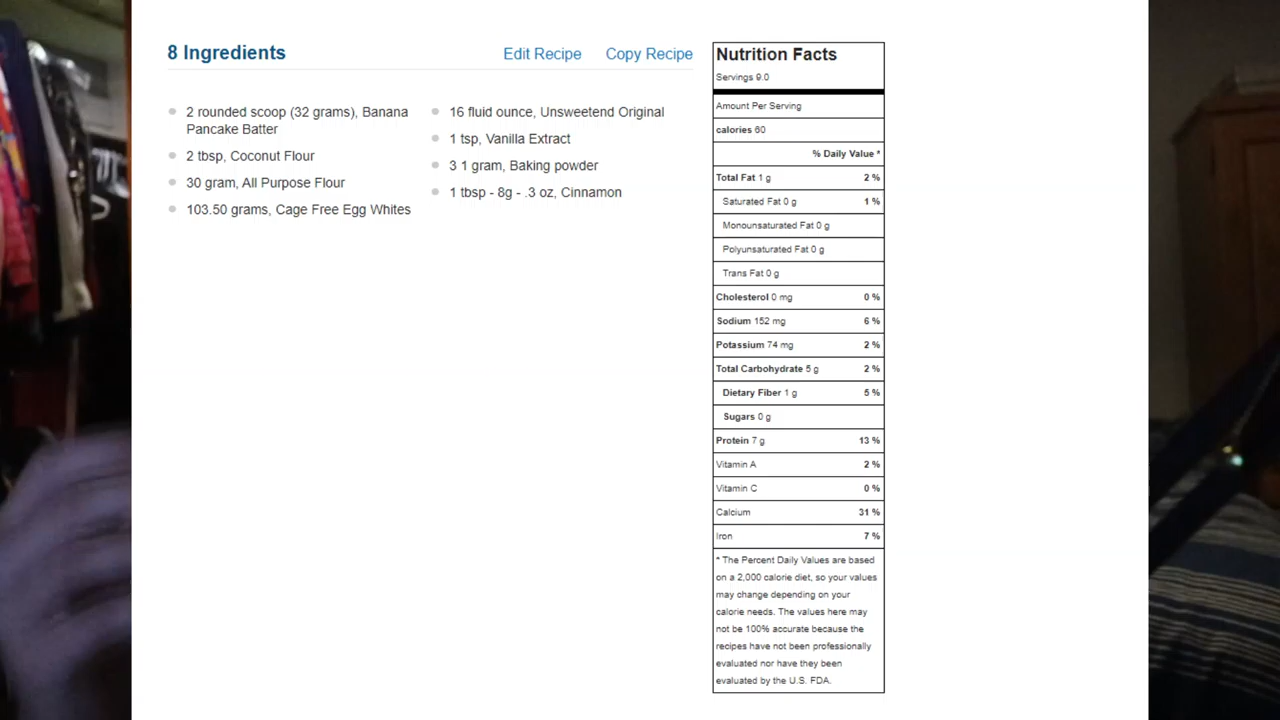 8 Ingredients
Edit Recipe Copy Recipe
2 rounded scoop (32 grams), Banana
Pancake Batter
2 tbsp, Coconut Flour
30 gram, All Purpose Flour
103.50 grams, Cage Free Egg Whites
16 fluid ounce, Unsweetend Original
1 tsp, Vanilla Extract
3 1 gram, Baking powder
1 tbsp - 8g - .3 oz, Cinnamon
Nutrition Facts
Servings 9.0
Amount Per Serving
calories 60
% Daily Value *
Total Fat 1 g 2 %
Saturated Fat 0 g 1 %
Monounsaturated Fat 0 g
Polyunsaturated Fat 0 g
Trans Fat 0 g
Cholesterol 0 mg 0 %
Sodium 152 mg 6 %
Potassium 74 mg 2 %
Total Carbohydrate 5 g 2 %
Dietary Fiber 1 g 5 %
Sugars 0 g
Protein 7 g 13 %
Vitamin A 2 %
Vitamin C 0 %
Calcium 31 %
Iron 7 %
* The Percent Daily Values are based
on a 2,000 calorie diet, so your values
may change depending on your
calorie needs. The values here may
not be 100% accurate because the
recipes have not been professionally
evaluated nor have they been
evaluated by the U.S. FDA.